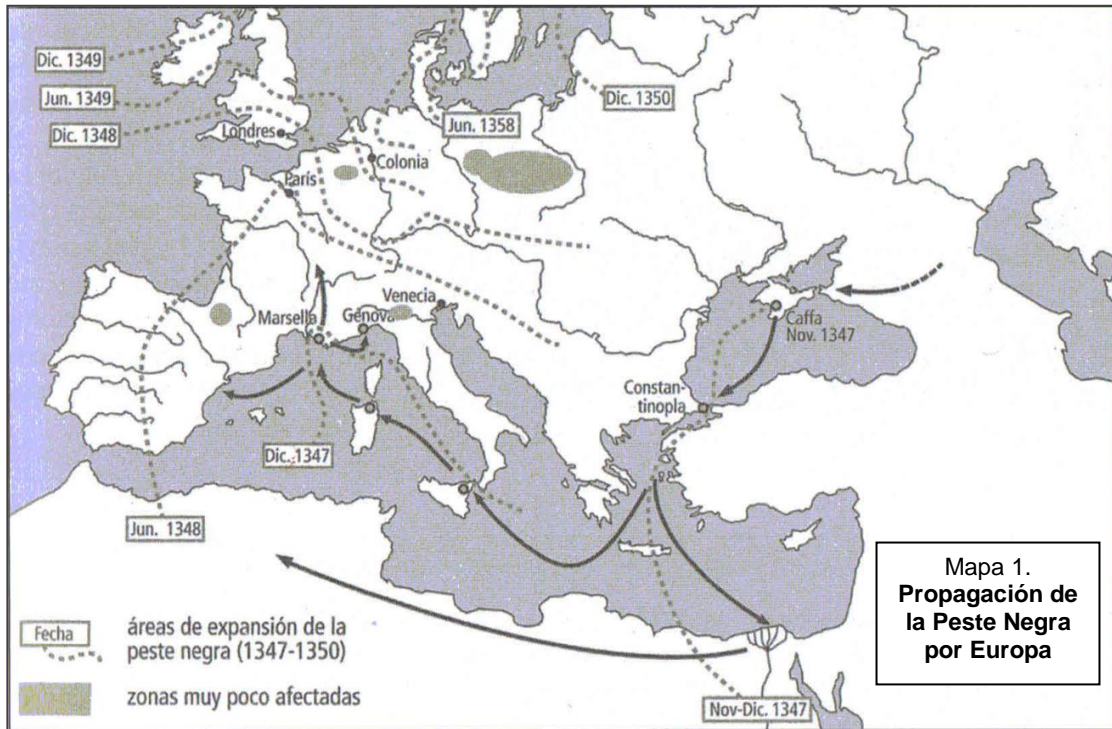 Dic. 1349
Jun. 1349
Dic. 1348
Londres
París
Colonia
Jun. 1358
Dic. 1350
Marsella
Génova
Venecia
Caffa
Nov. 1347
Constan-
tinopla
Dic. 1347
Jun. 1348
Nov-Dic. 1347
Fecha
áreas de expansión de la
peste negra (1347-1350)
zonas muy poco afectadas
Mapa 1.
Propagación de
la Peste Negra
por Europa